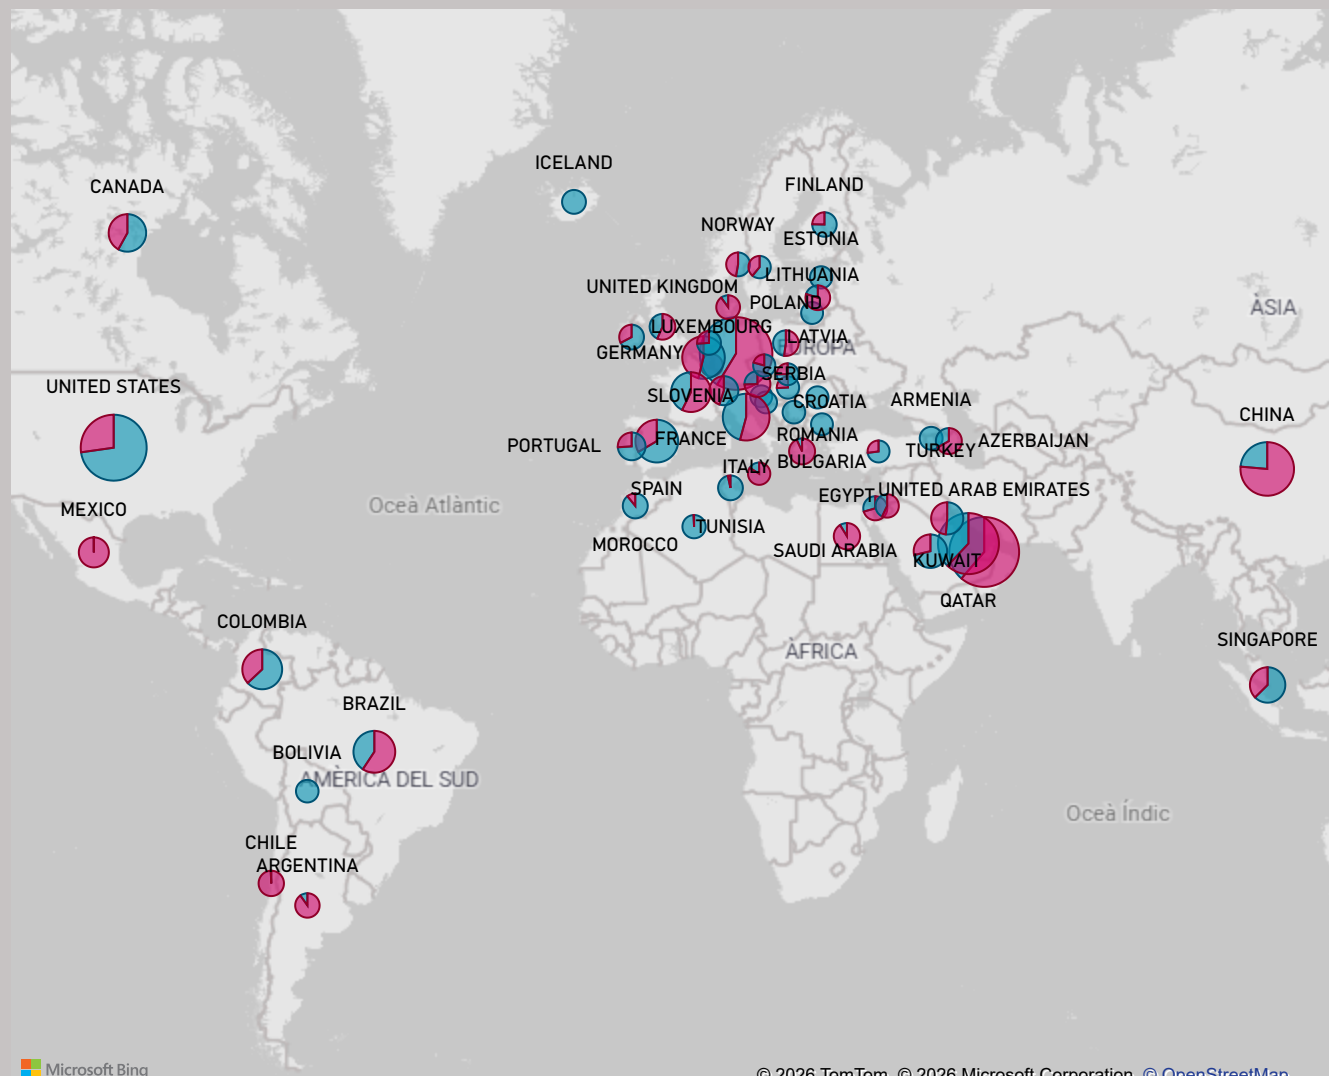 ICELAND
CANADA
FINLAND
NORWAY
ESTONIA
LITHUANIA
UNITED KINGDOM
POLAND
ÀSIA
LUXEMBOURG
LATVIA
EUROPA
GERMANY
SERBIA
UNITED STATES
SLOVENIA
CROATIA
ARMENIA
CHINA
FRANCE
ROMANIA
AZERBAIJAN
PORTUGAL
TURKEY
BULGARIA
ITALY
SPAIN
EGYPT
UNITED ARAB EMIRATES
Oceà Atlàntic
MEXICO
TUNISIA
MOROCCO
SAUDI ARABIA
KUWAIT
QATAR
COLOMBIA
SINGAPORE
ÀFRICA
BRAZIL
BOLIVIA
AMÈRICA DEL SUD
Oceà Índic
CHILE
ARGENTINA
Microsoft Bing
© 2026 TomTom, © 2026 Microsoft Corporation, © OpenStreetMap